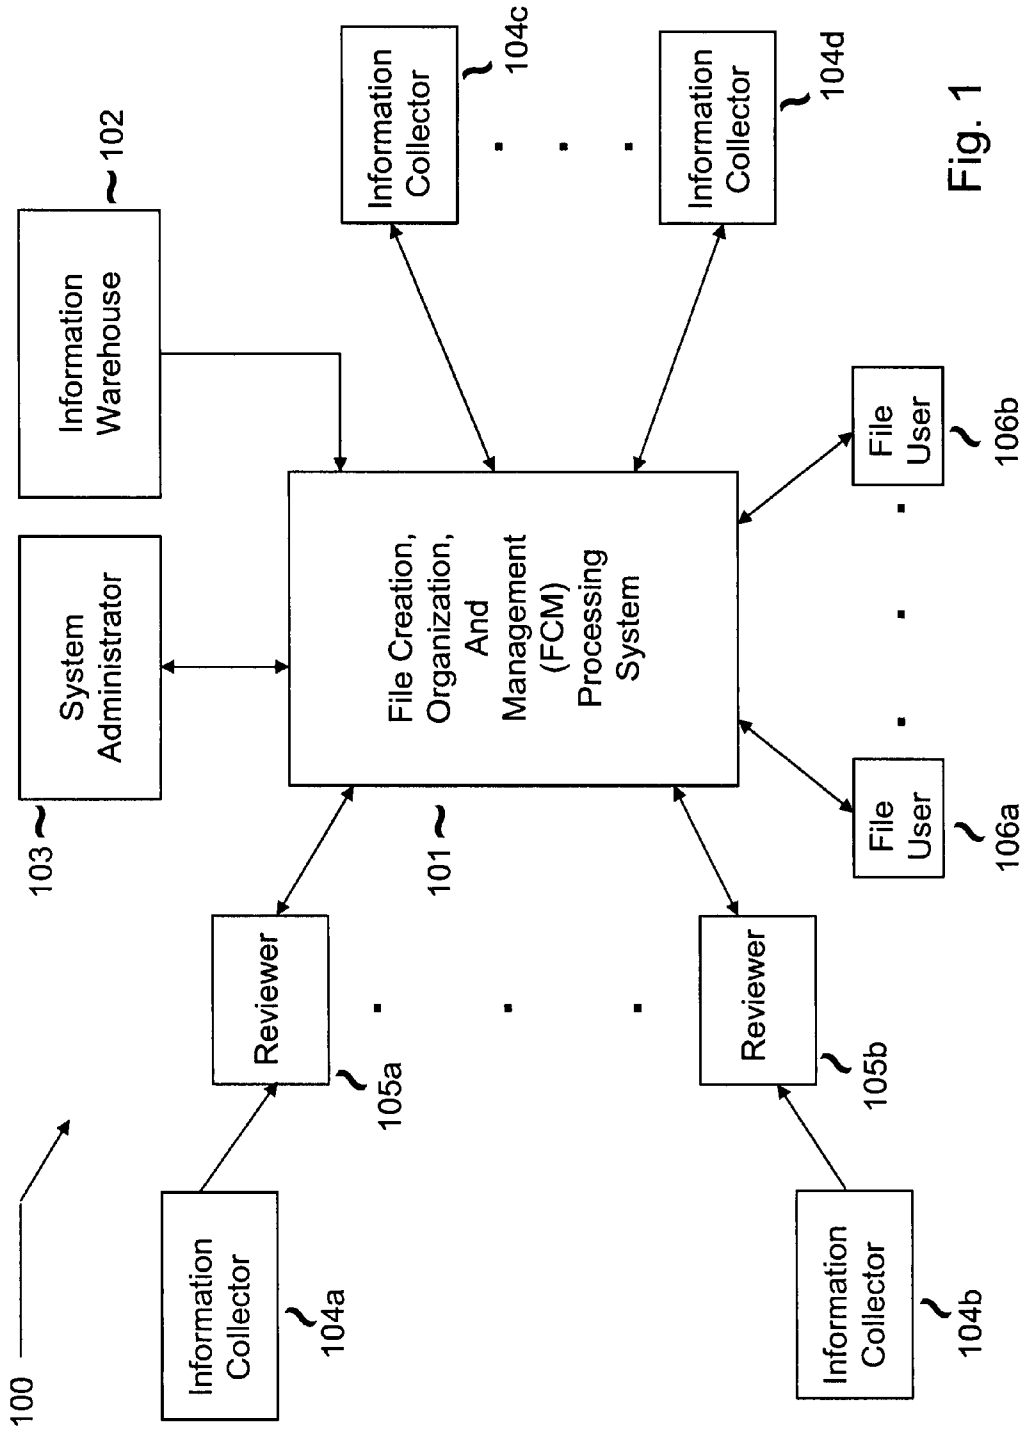 100
103
System
Administrator
Information
Warehouse
102
Information
Collector
104a
Reviewer
105a
101
File Creation,
Organization,
And
Management
(FCM)
Processing
System
Information
Collector
104c
Information
Collector
104d
Information
Collector
104b
Reviewer
105b
File
User
106a
File
User
106b
Fig. 1